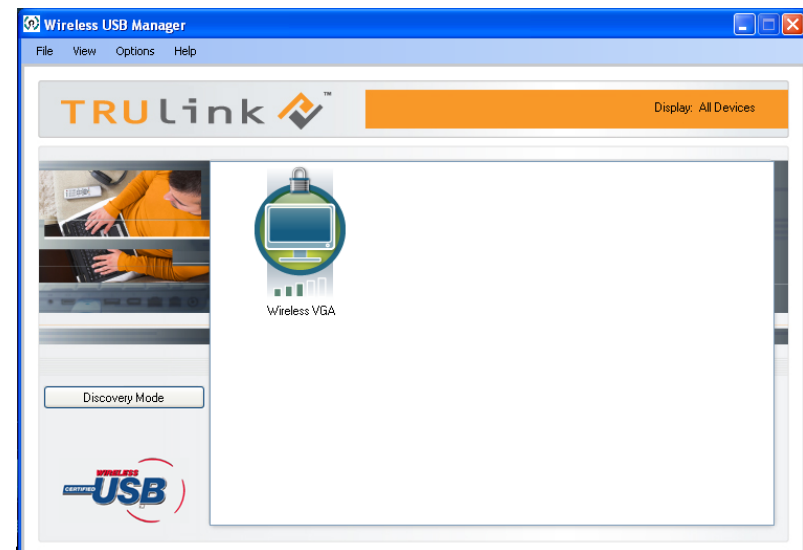 Wireless USB Manager
File View Options Help
TRULink ™
Display: All Devices
Wireless VGA
Discovery Mode
WIRELESS
CERTIFIED USB